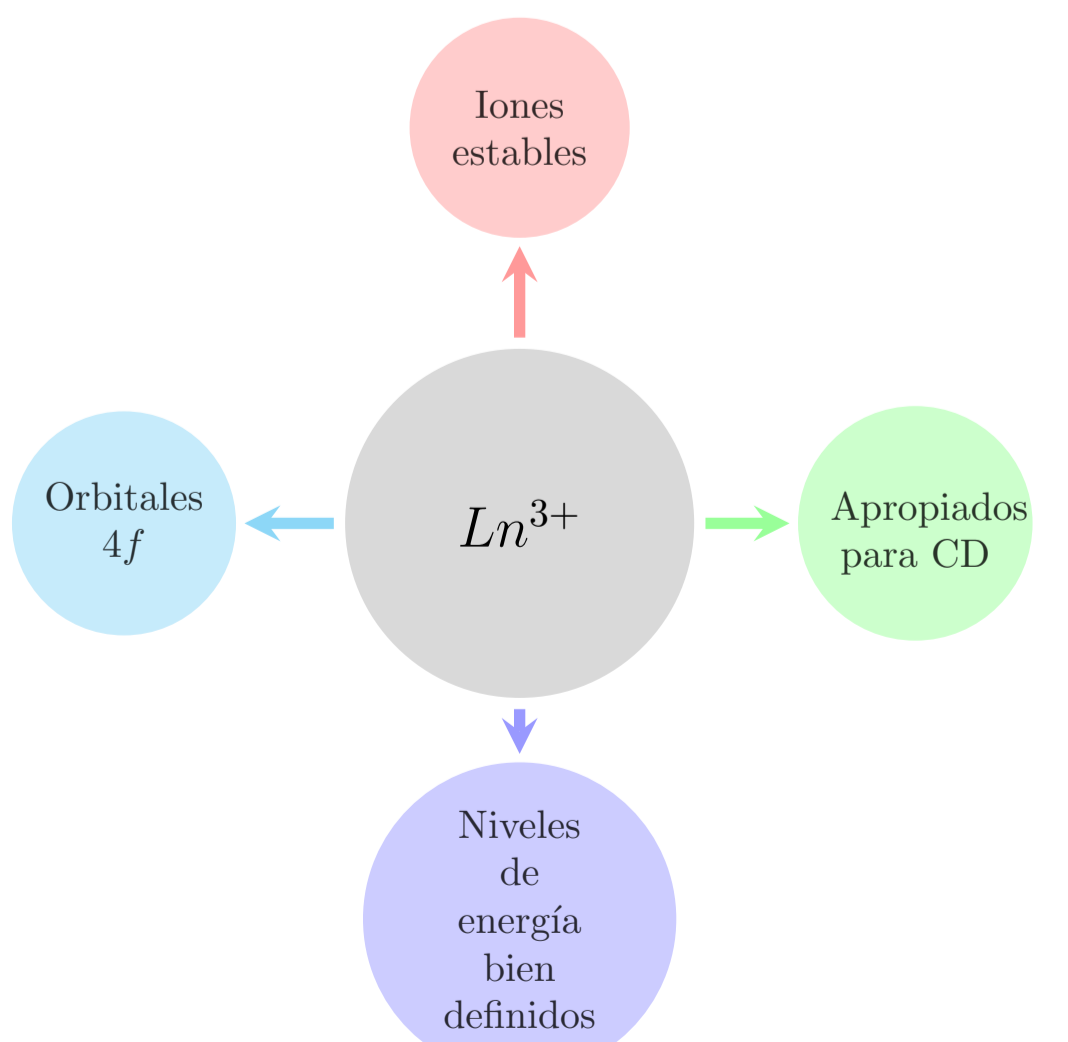 Iones
estables
Orbitales
4f
Ln³⁺
Apropiados
para CD
Niveles
de
energía
bien
definidos